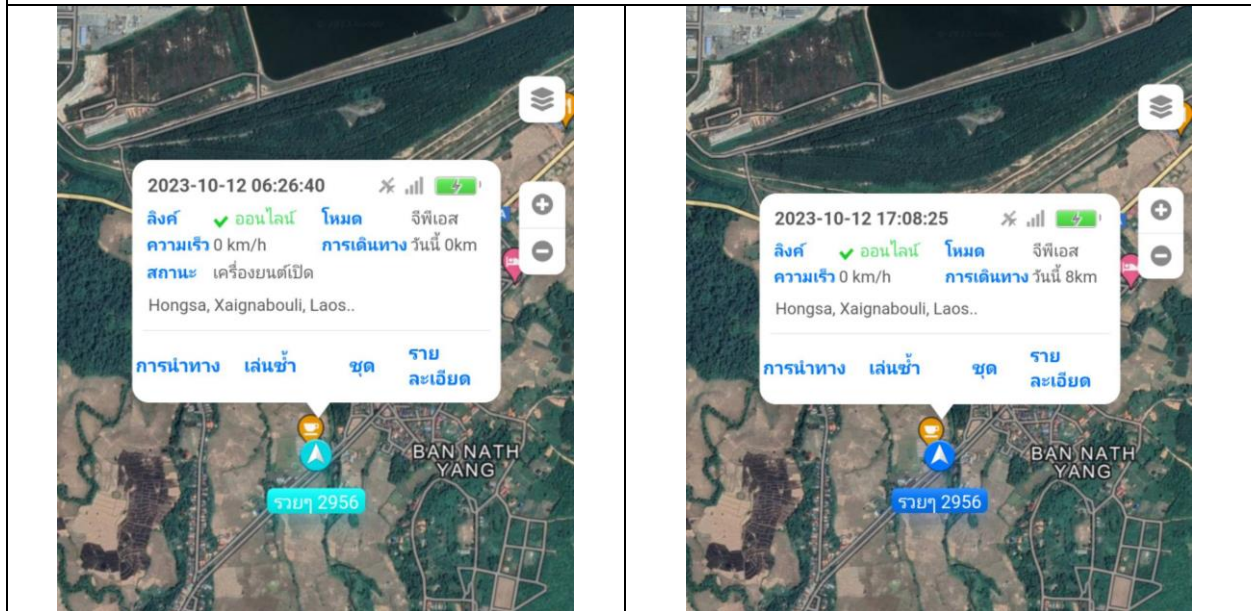 2023-10-12 06:26:40
ลิงค์ ออนไลน์ โหมด จีพีเอส
ความเร็ว 0 km/h การเดินทาง วันนี้ 0km
สถานะ เครื่องยนต์เปิด
Hongsa, Xaignabouli, Laos..
การนำทาง เล่นซ้ำ ชุด ราย
ละเอียด
BAN NATH
YANG
รวยๆ 2956
2023-10-12 17:08:25
ลิงค์ ออนไลน์ โหมด จีพีเอส
ความเร็ว 0 km/h การเดินทาง วันนี้ 8km
Hongsa, Xaignabouli, Laos..
การนำทาง เล่นซ้ำ ชุด ราย
ละเอียด
BAN NATH
YANG
รวยๆ 2956